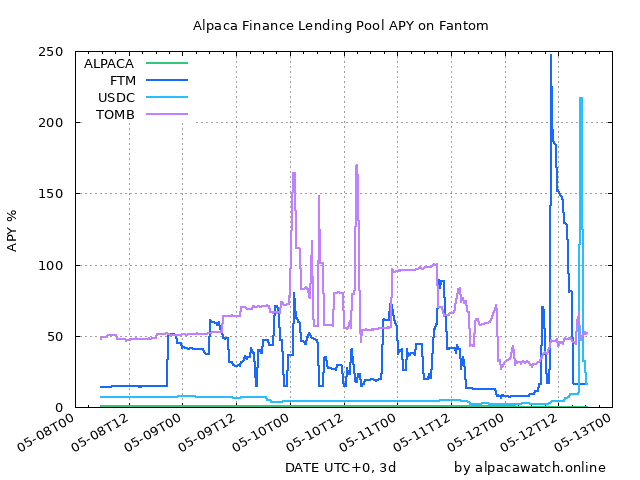 Alpaca Finance Lending Pool APY on Fantom
APY %
250
200
150
100
50
0
ALPACA
FTM
USDC
TOMB
05-08T00
05-08T12
05-09T00
05-09T12
05-10T00
05-10T12
05-11T00
05-11T12
05-12T00
05-12T12
05-13T00
DATE UTC+0, 3d
by alpacawatch.online